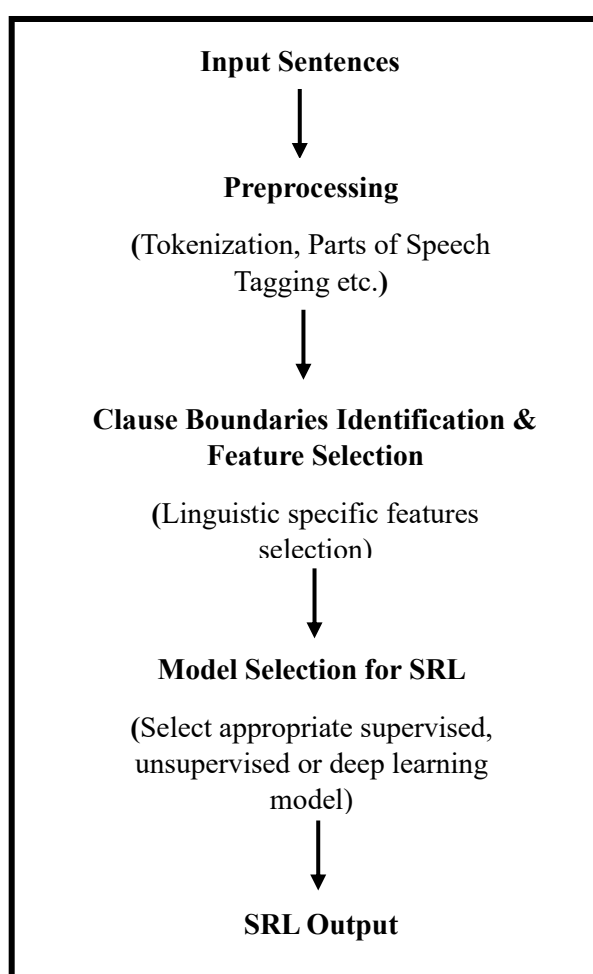 Input Sentences
Preprocessing
(Tokenization, Parts of Speech
Tagging etc.)
Clause Boundaries Identification &
Feature Selection
(Linguistic specific features
selection)
Model Selection for SRL
(Select appropriate supervised,
unsupervised or deep learning
model)
SRL Output